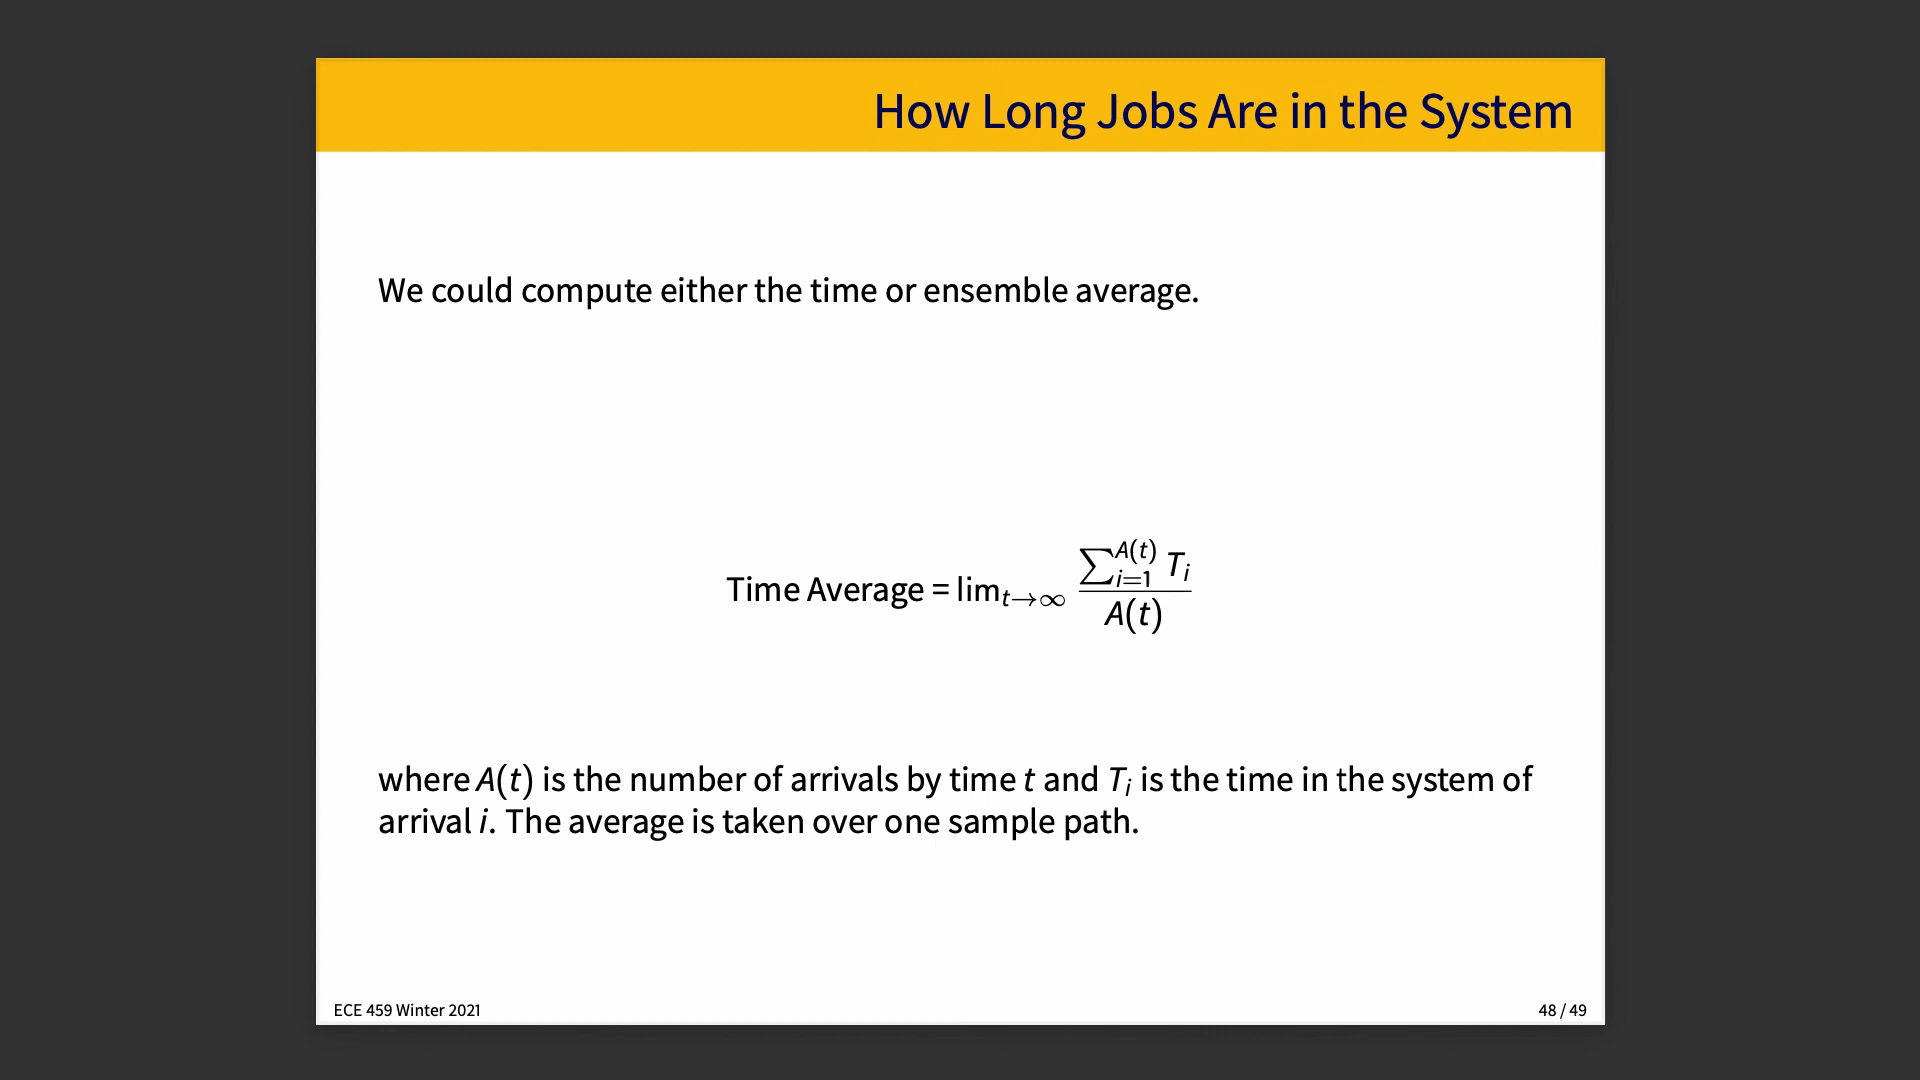 How Long Jobs Are in the System
We could compute either the time or ensemble average.
Time Average = lim_{t→∞} \frac{\sum_{i=1}^{A(t)} T_i}{A(t)}
where A(t) is the number of arrivals by time t and T_i is the time in the system of
arrival i. The average is taken over one sample path.
ECE 459 Winter 2021
48 / 49